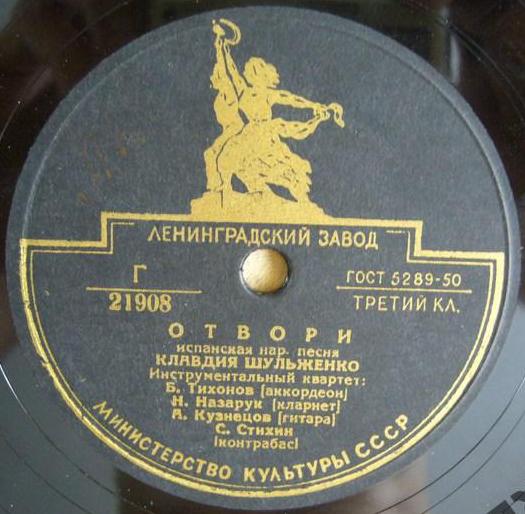 ЛЕНИНГРАДСКИЙ ЗАВОД
Г
21908
ГОСТ 5289-50
ТРЕТИЙ КЛ.
ОТВОРИ
испанская нар. песня
КЛАВДИЯ ШУЛЬЖЕНКО
Инструментальный квартет:
Б. Тихонов (аккордеон)
Н. Назарук (кларнет)
А. Кузнецов (гитара)
С. Стихин
(контрабас)
МИНИСТЕРСТВО КУЛЬТУРЫ СССР